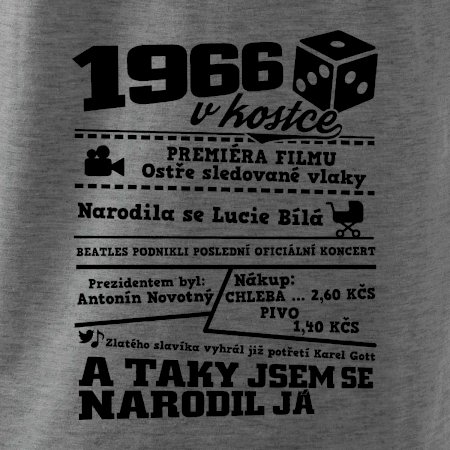 1966
v kostce
PREMIÉRA FILMU
Ostře sledované vlaky
Narodila se Lucie Bílá
BEATLES PODNIKLI POSLEDNÍ OFICIÁLNÍ KONCERT
Prezidentem byl:
Antonín Novotný
Nákup:
CHLEBA ... 2,60 KČS
PIVO
1,40 KČS
Zlatého slavíka vyhrál již potřetí Karel Gott
A TAKY JSEM SE
NARODIL JÁ